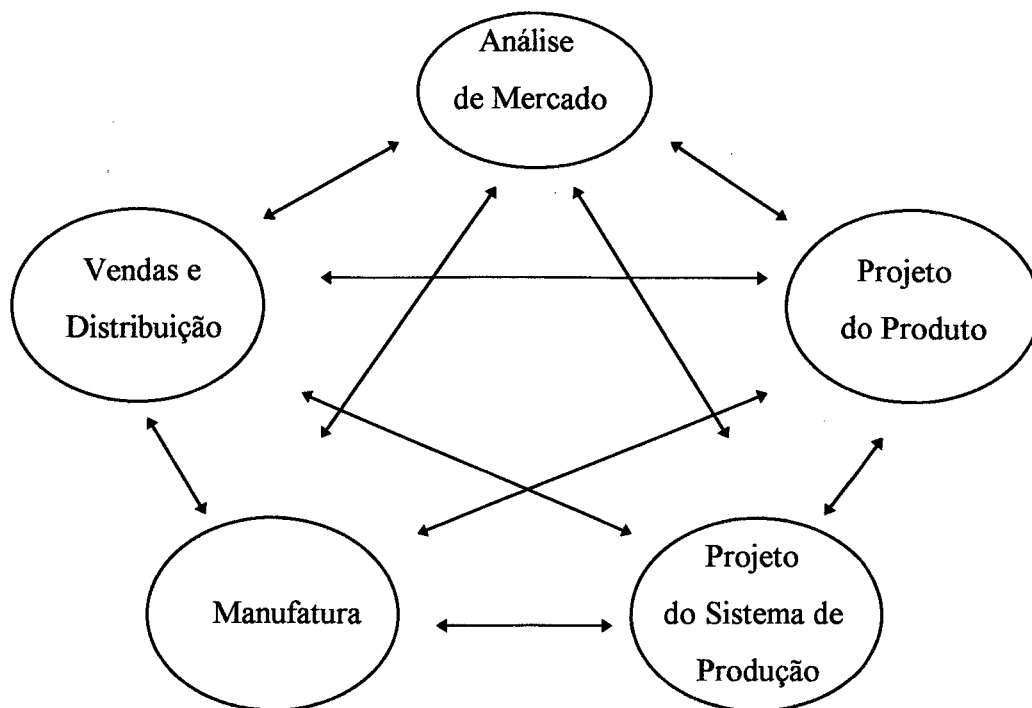 Análise
de Mercado
Vendas e
Distribuição
Projeto
do Produto
Manufatura
Projeto
do Sistema de
Produção